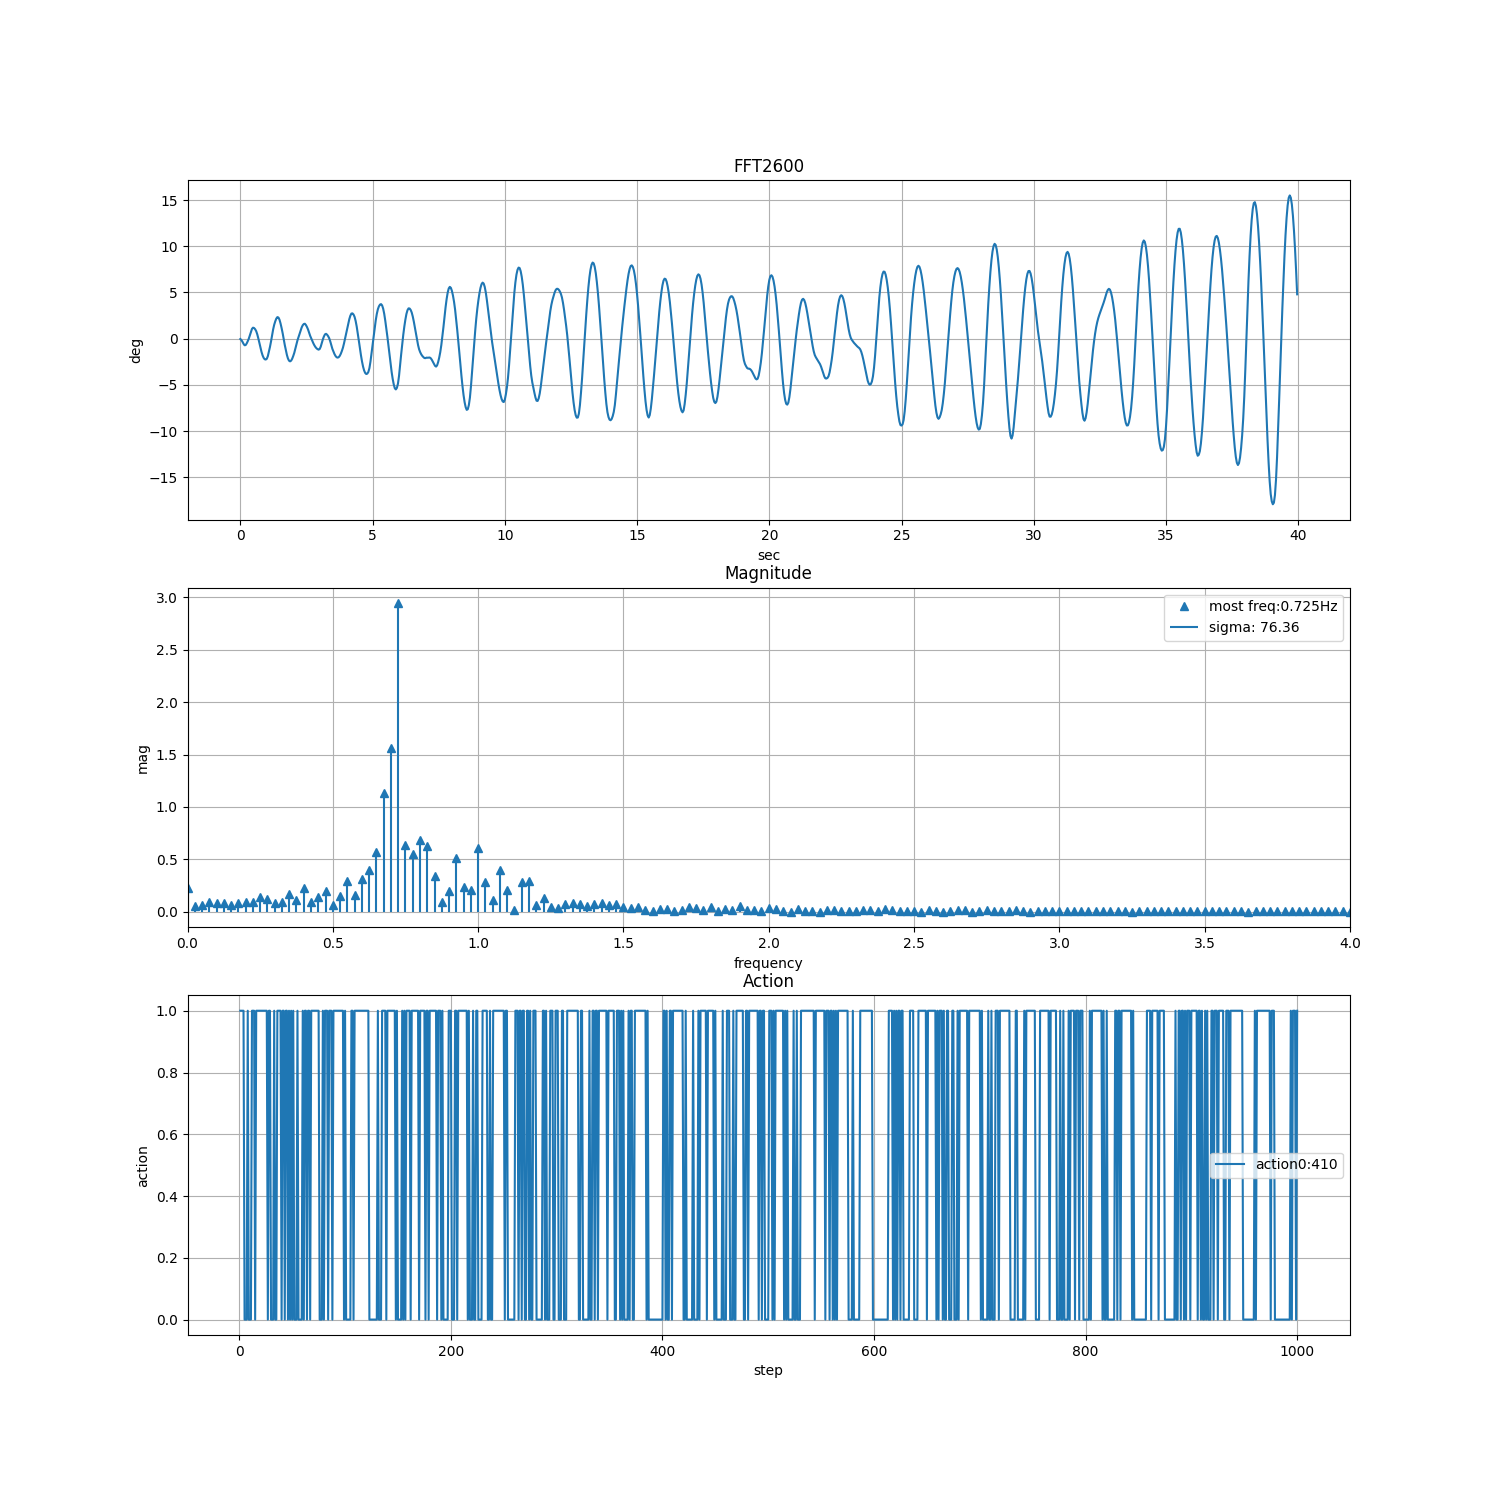 FFT2600
15
10
5
0
−5
−10
−15
deg
0 5 10 15 20 25 30 35 40
sec
Magnitude
3.0
2.5
2.0
1.5
1.0
0.5
0.0
mag
most freq:0.725Hz
sigma: 76.36
0.0 0.5 1.0 1.5 2.0 2.5 3.0 3.5 4.0
frequency
Action
1.0
0.8
0.6
0.4
0.2
0.0
action
action0:410
0 200 400 600 800 1000
step